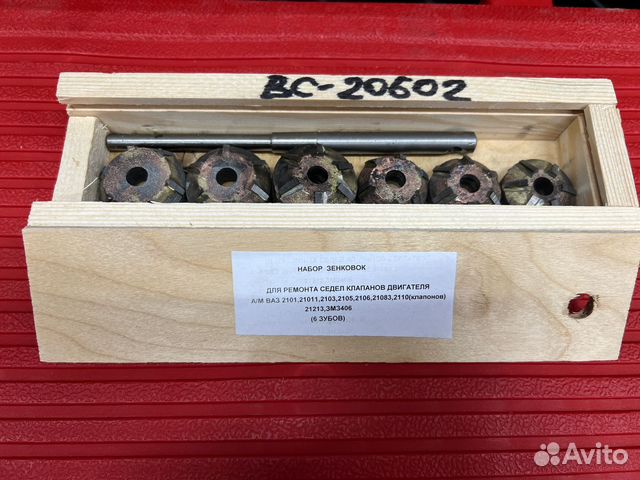 ВС-20602
НАБОР ЗЕНКОВОК
ДЛЯ РЕМОНТА СЕДЕЛ КЛАПАНОВ ДВИГАТЕЛЯ
А/М ВАЗ 2101,21011,2103,2105,2106,21083,2110(клапонов)
21213,ЗМЗ406
(6 ЗУБОВ)
Avito